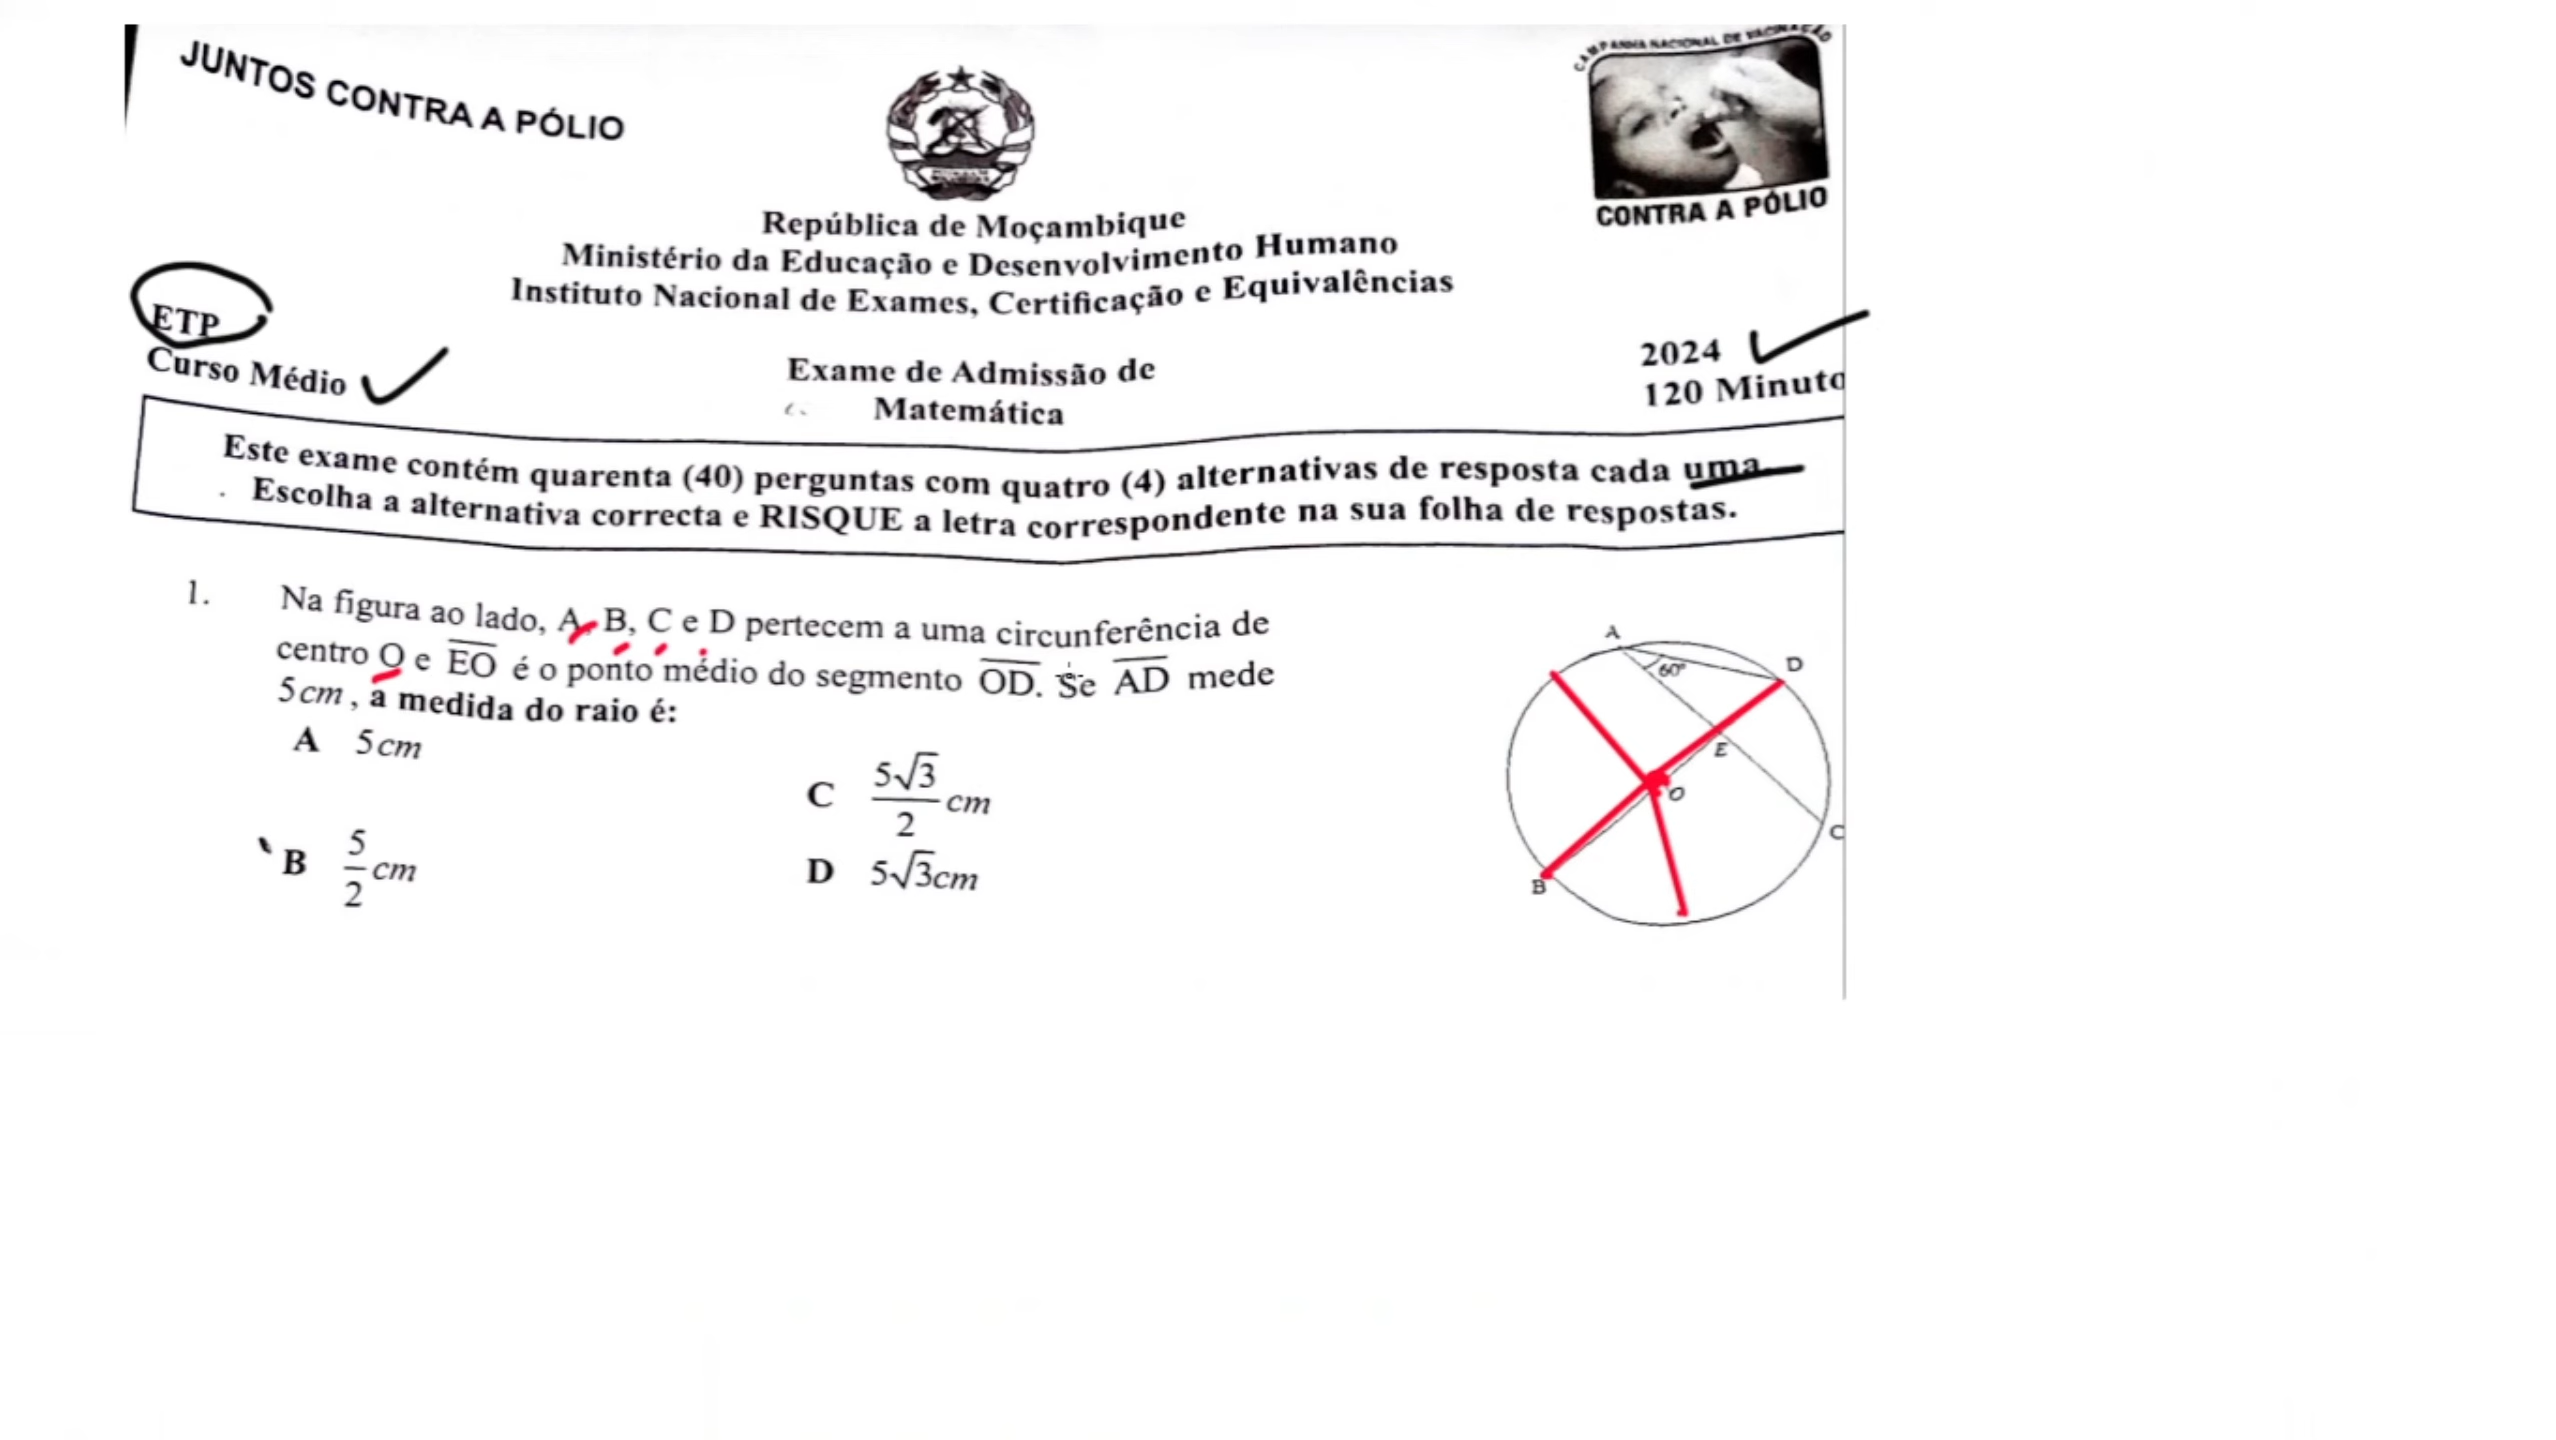 JUNTOS CONTRA A PÓLIO
CAMPANHA NACIONAL DE VACINAÇÃO
CONTRA A PÓLIO
República de Moçambique
Ministério da Educação e Desenvolvimento Humano
Instituto Nacional de Exames, Certificação e Equivalências
ETP
Curso Médio
Exame de Admissão de
Matemática
2024
120 Minuto
Este exame contém quarenta (40) perguntas com quatro (4) alternativas de resposta cada uma.
Escolha a alternativa correcta e RISQUE a letra correspondente na sua folha de respostas.
1. Na figura ao lado, A, B, C e D pertecem a uma circunferência de
centro O e EO é o ponto médio do segmento OD. Se AD mede
5cm, a medida do raio é:
A 5cm
B 5/2 cm
C 5√3/2 cm
D 5√3cm
A
D
60°
E
O
C
B